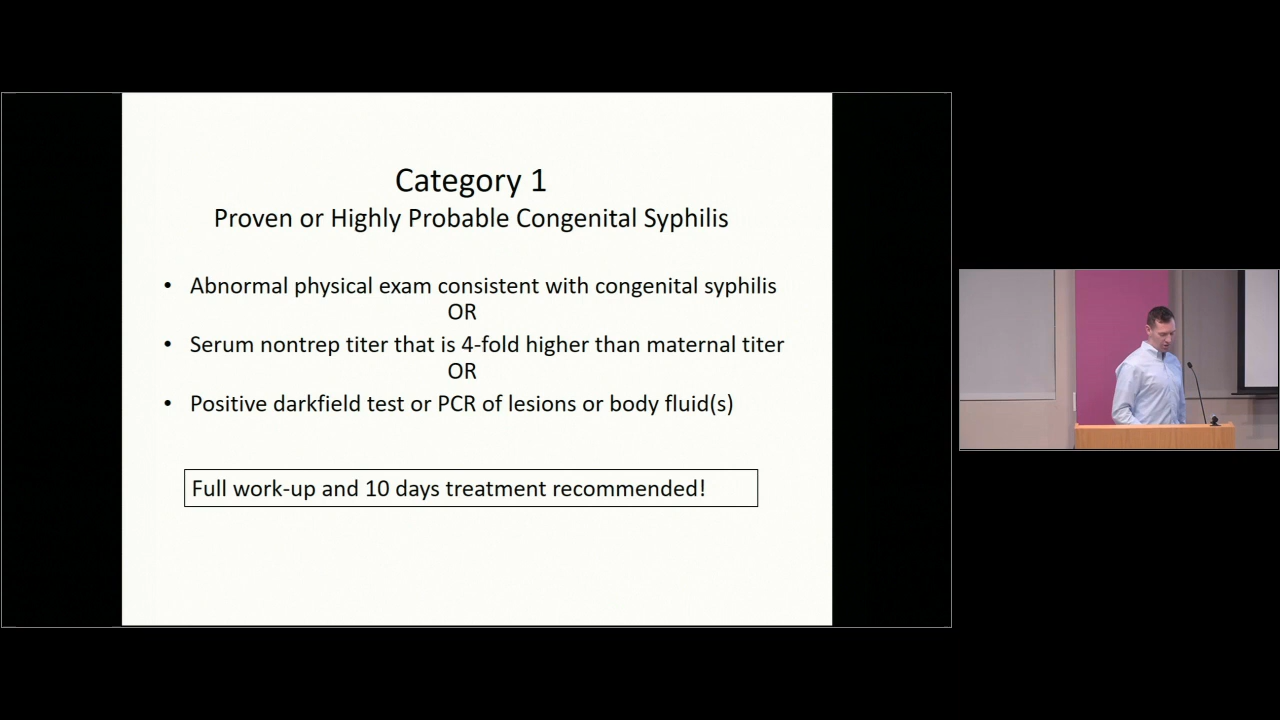 Category 1
Proven or Highly Probable Congenital Syphilis
• Abnormal physical exam consistent with congenital syphilis
OR
• Serum nontrep titer that is 4-fold higher than maternal titer
OR
• Positive darkfield test or PCR of lesions or body fluid(s)
Full work-up and 10 days treatment recommended!